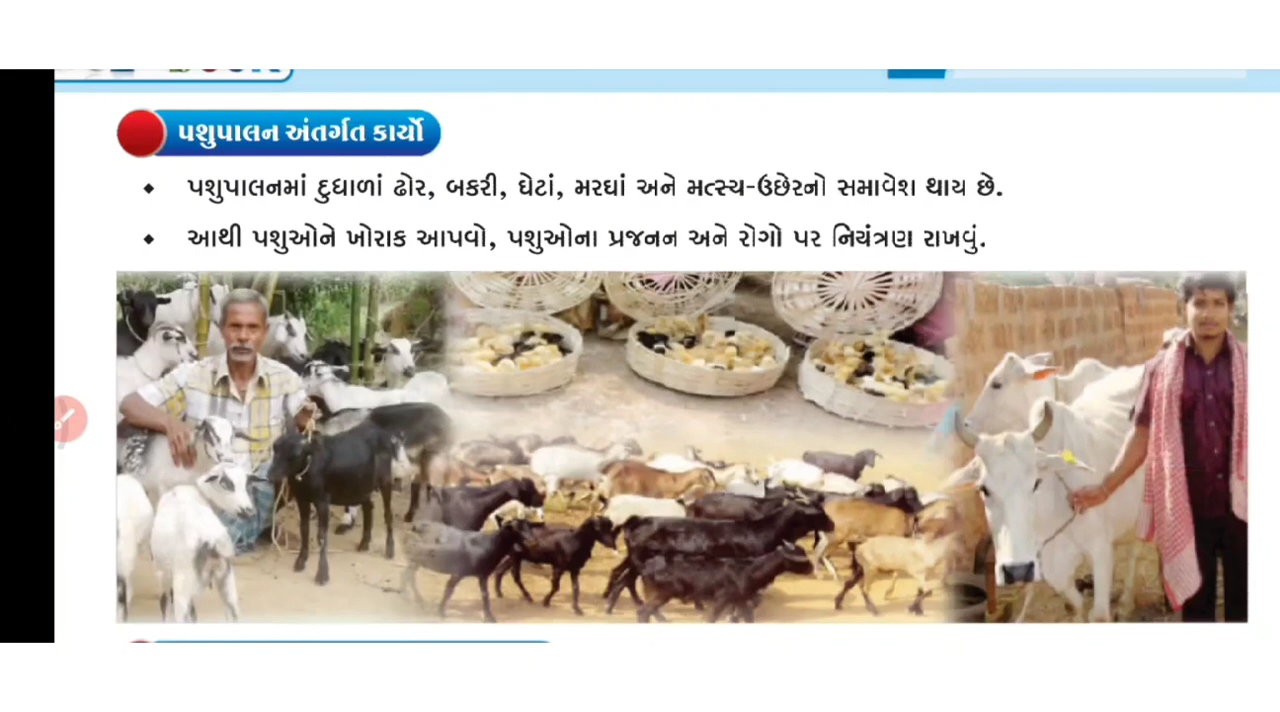 પશુપાલન અંતર્ગત કાર્યો
પશુપાલનમાં દુધાળાં ઢોર, બકરી, ઘેટાં, મરઘાં અને મત્સ્ય-ઉછેરનો સમાવેશ થાય છે.
આથી પશુઓને ખોરાક આપવો, પશુઓના પ્રજનન અને રોગો પર નિયંત્રણ રાખવું.